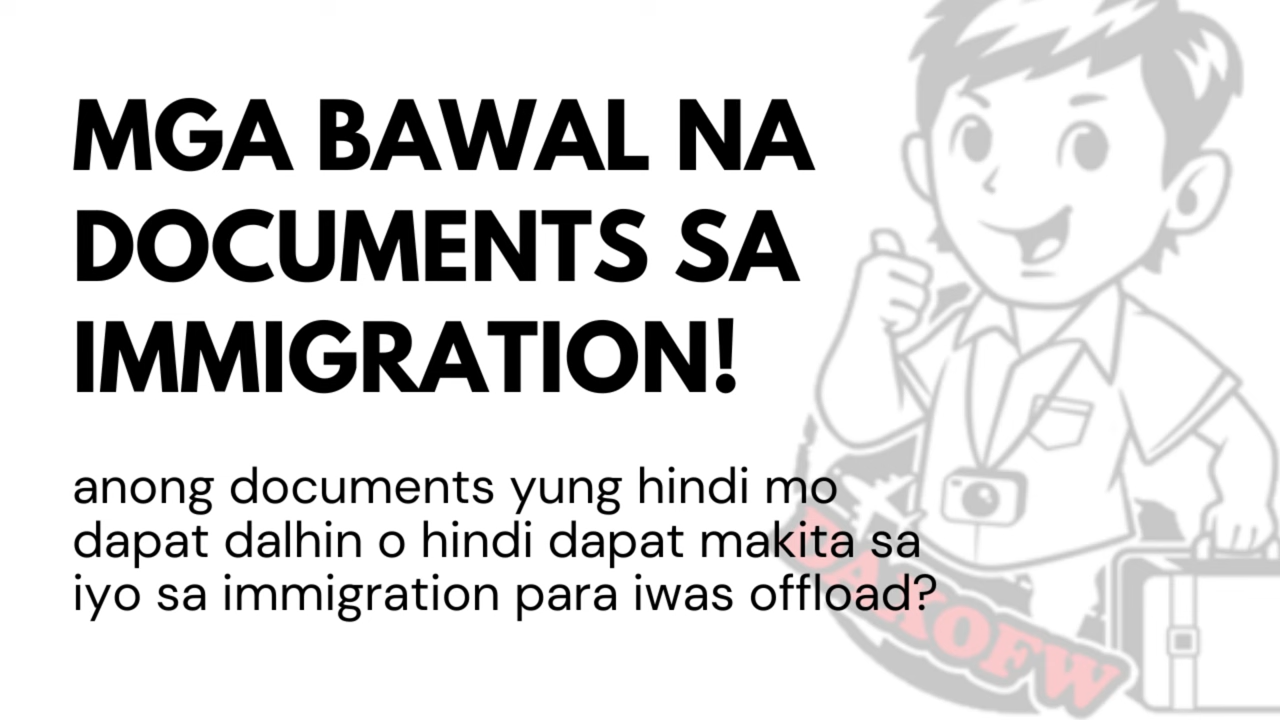 MGA BAWAL NA
DOCUMENTS SA
IMMIGRATION!
anong documents yung hindi mo
dapat dalhin o hindi dapat makita sa
iyo sa immigration para iwas offload?